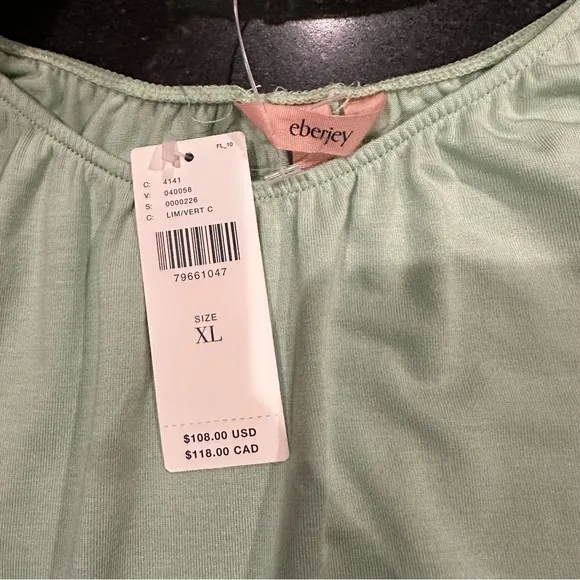 eberjey
FL_10
C: 4141
V: 040058
S: 0000226
C: LIM/VERT C
79661047
SIZE
XL
$108.00 USD
$118.00 CAD